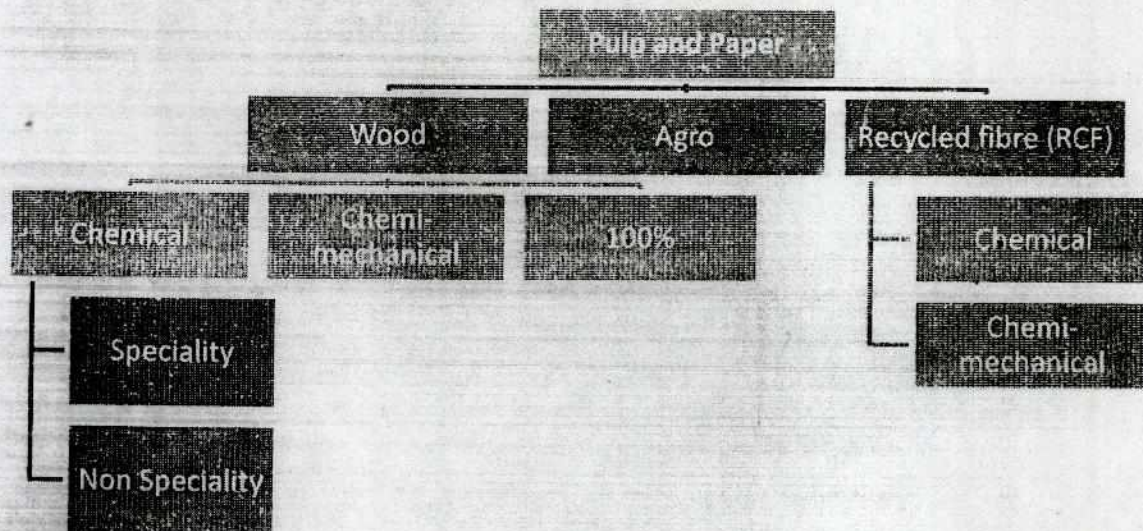 Pulp and Paper
Wood
Agro
Recycled fibre (RCF)
Chemical
Chemi
mechanical
100%
Chemical
Speciality
Chemi-
mechanical
Non Speciality